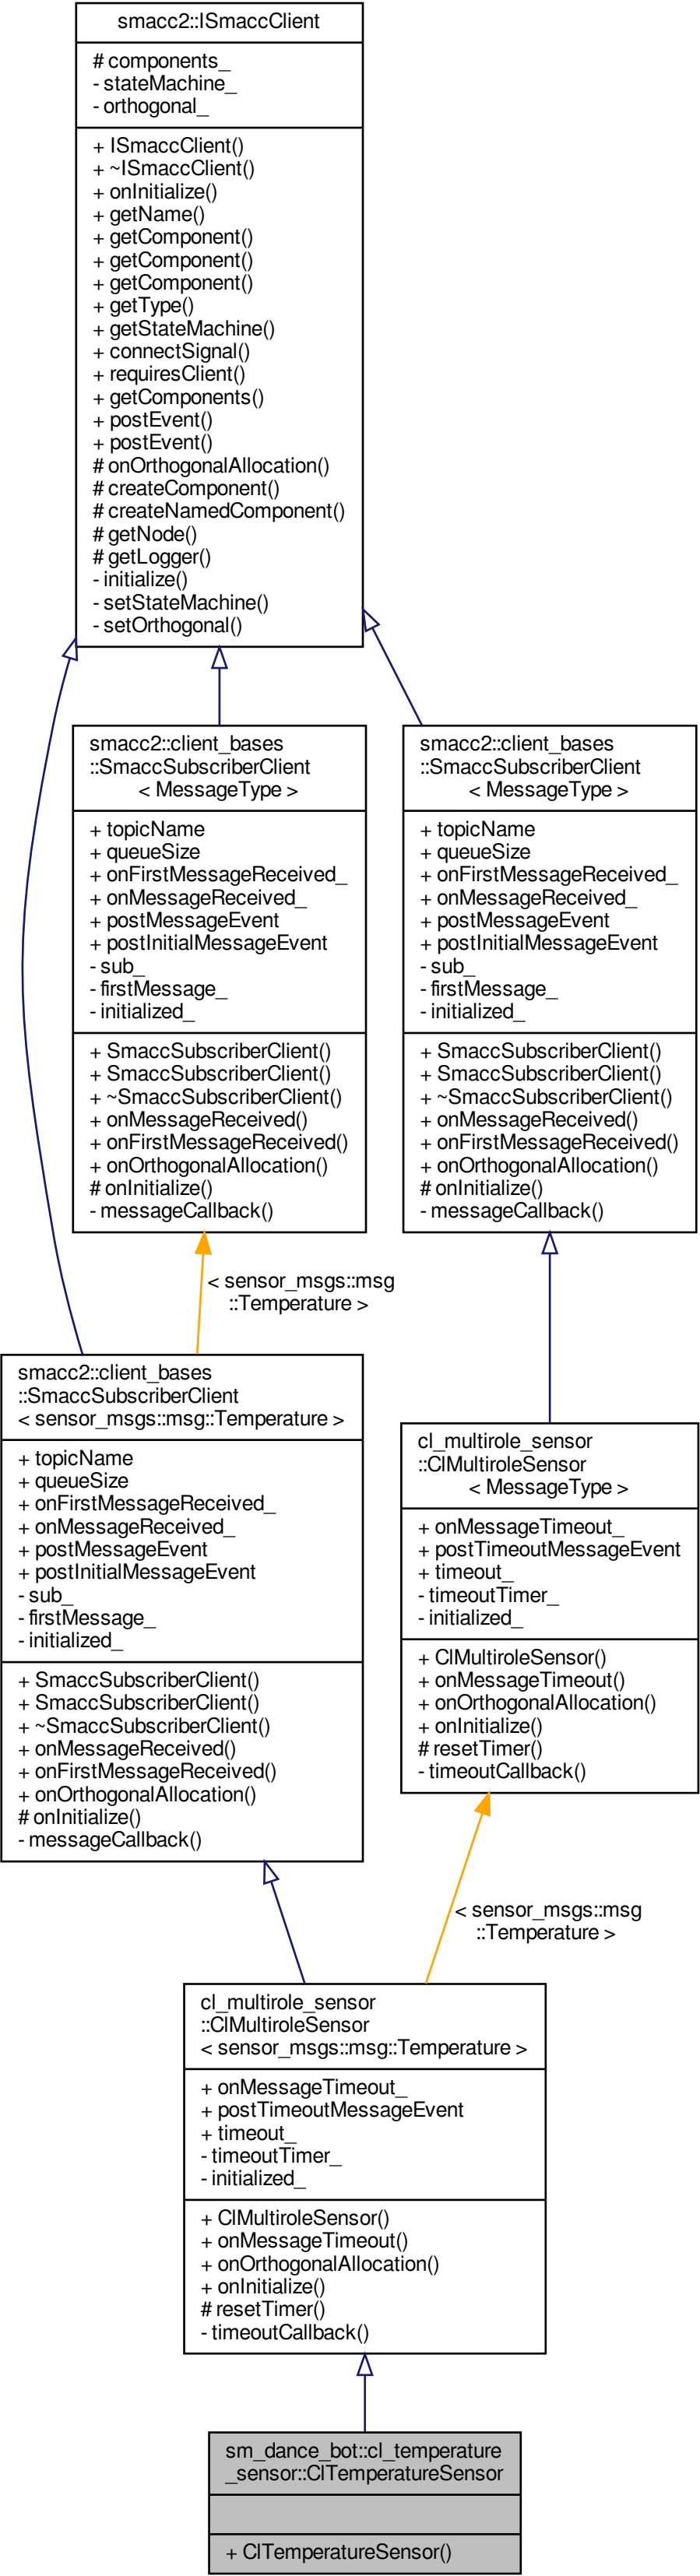 smacc2::ISmaccClient
# components_
- stateMachine_
- orthogonal_
+ ISmaccClient()
+ ~ISmaccClient()
+ onInitialize()
+ getName()
+ getComponent()
+ getComponent()
+ getComponent()
+ getType()
+ getStateMachine()
+ connectSignal()
+ requiresClient()
+ getComponents()
+ postEvent()
+ postEvent()
# onOrthogonalAllocation()
# createComponent()
# createNamedComponent()
# getNode()
# getLogger()
- initialize()
- setStateMachine()
- setOrthogonal()
smacc2::client_bases
::SmaccSubscriberClient
< MessageType >
+ topicName
+ queueSize
+ onFirstMessageReceived_
+ onMessageReceived_
+ postMessageEvent
+ postInitialMessageEvent
- sub_
- firstMessage_
- initialized_
+ SmaccSubscriberClient()
+ SmaccSubscriberClient()
+ ~SmaccSubscriberClient()
+ onMessageReceived()
+ onFirstMessageReceived()
+ onOrthogonalAllocation()
# onInitialize()
- messageCallback()
smacc2::client_bases
::SmaccSubscriberClient
< MessageType >
+ topicName
+ queueSize
+ onFirstMessageReceived_
+ onMessageReceived_
+ postMessageEvent
+ postInitialMessageEvent
- sub_
- firstMessage_
- initialized_
+ SmaccSubscriberClient()
+ SmaccSubscriberClient()
+ ~SmaccSubscriberClient()
+ onMessageReceived()
+ onFirstMessageReceived()
+ onOrthogonalAllocation()
# onInitialize()
- messageCallback()
< sensor_msgs::msg
::Temperature >
smacc2::client_bases
::SmaccSubscriberClient
< sensor_msgs::msg::Temperature >
+ topicName
+ queueSize
+ onFirstMessageReceived_
+ onMessageReceived_
+ postMessageEvent
+ postInitialMessageEvent
- sub_
- firstMessage_
- initialized_
+ SmaccSubscriberClient()
+ SmaccSubscriberClient()
+ ~SmaccSubscriberClient()
+ onMessageReceived()
+ onFirstMessageReceived()
+ onOrthogonalAllocation()
# onInitialize()
- messageCallback()
cl_multirole_sensor
::ClMultiroleSensor
< MessageType >
+ onMessageTimeout_
+ postTimeoutMessageEvent
+ timeout_
- timeoutTimer_
- initialized_
+ ClMultiroleSensor()
+ onMessageTimeout()
+ onOrthogonalAllocation()
+ onInitialize()
# resetTimer()
- timeoutCallback()
< sensor_msgs::msg
::Temperature >
cl_multirole_sensor
::ClMultiroleSensor
< sensor_msgs::msg::Temperature >
+ onMessageTimeout_
+ postTimeoutMessageEvent
+ timeout_
- timeoutTimer_
- initialized_
+ ClMultiroleSensor()
+ onMessageTimeout()
+ onOrthogonalAllocation()
+ onInitialize()
# resetTimer()
- timeoutCallback()
sm_dance_bot::cl_temperature
_sensor::ClTemperatureSensor
+ ClTemperatureSensor()